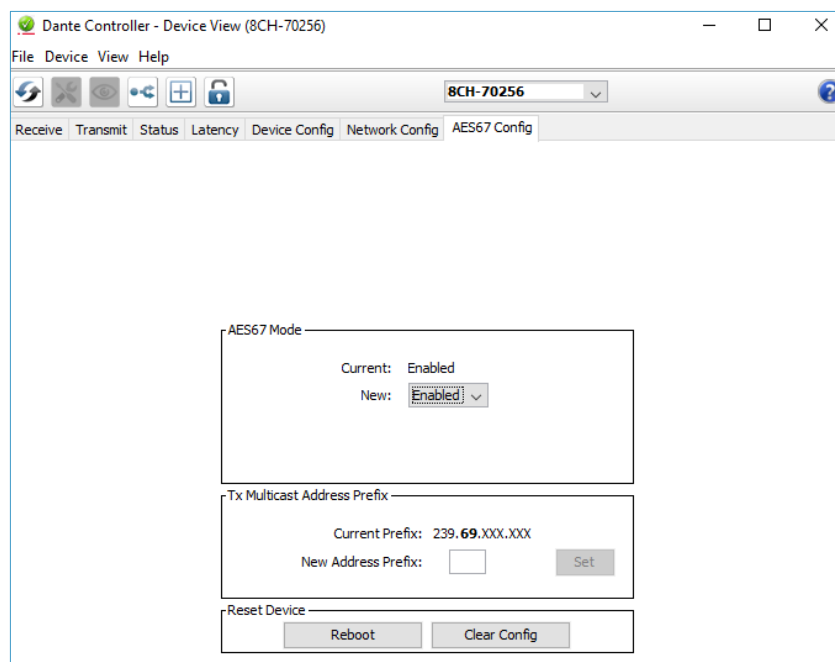 Dante Controller - Device View (8CH-70256)
File Device View Help
8CH-70256
?
Receive Transmit Status Latency Device Config Network Config AES67 Config
AES67 Mode
Current: Enabled
New: Enabled
Tx Multicast Address Prefix
Current Prefix: 239.69.XXX.XXX
New Address Prefix: Set
Reset Device
Reboot Clear Config